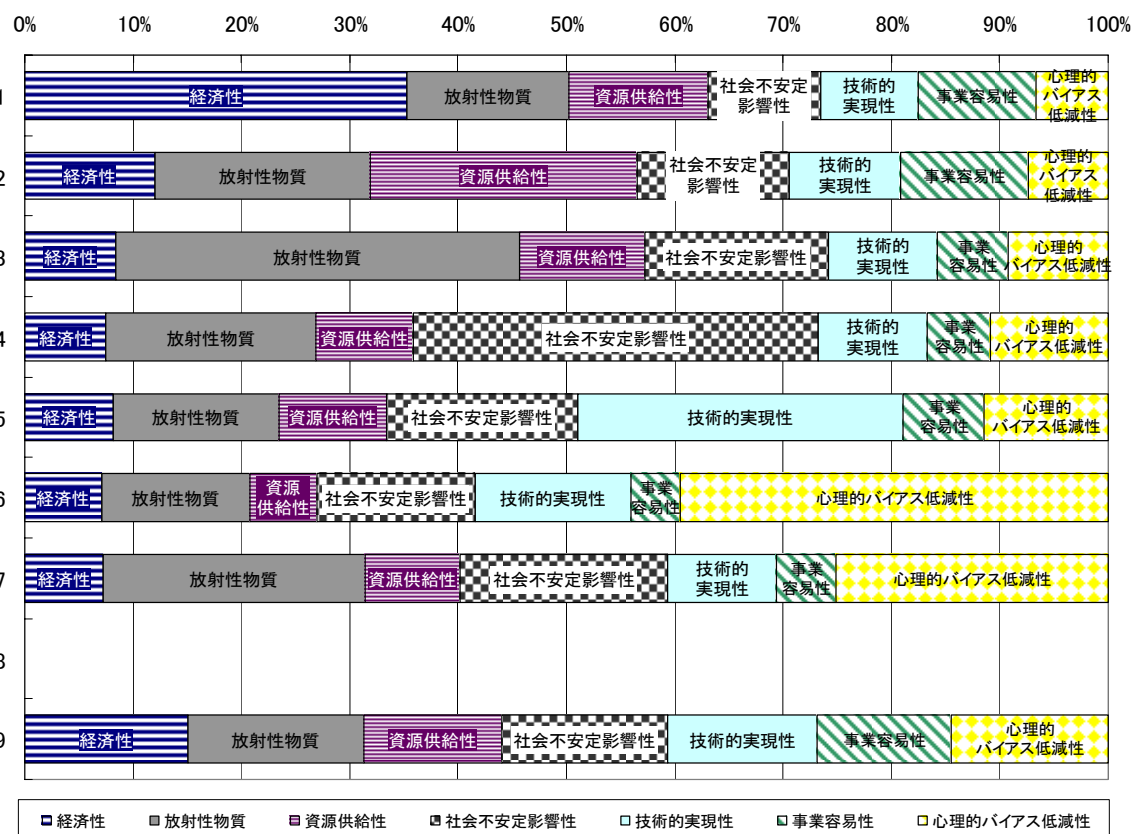 0% 10% 20% 30% 40% 50% 60% 70% 80% 90% 100%
1
経済性 放射性物質 資源供給性 社会不安定 影響性 技術的 実現性 事業容易性 心理的 バイアス 低減性
2
経済性 放射性物質 資源供給性 社会不安定 影響性 技術的 実現性 事業容易性 心理的 バイアス 低減性
3
経済性 放射性物質 資源供給性 社会不安定影響性 技術的 実現性 事業 容易性 心理的 バイアス低減性
4
経済性 放射性物質 資源供給性 社会不安定影響性 技術的 実現性 事業 容易性 心理的 バイアス低減性
5
経済性 放射性物質 資源供給性 社会不安定影響性 技術的実現性 事業 容易性 心理的 バイアス低減性
6
経済性 放射性物質 資源 供給性 社会不安定影響性 技術的実現性 事業 容易性 心理的バイアス低減性
7
経済性 放射性物質 資源供給性 社会不安定影響性 技術的 実現性 事業 容易性 心理的バイアス低減性
8
9
経済性 放射性物質 資源供給性 社会不安定影響性 技術的実現性 事業容易性 心理的 バイアス低減性
経済性 放射性物質 資源供給性 社会不安定影響性 技術的実現性 事業容易性 心理的バイアス低減性